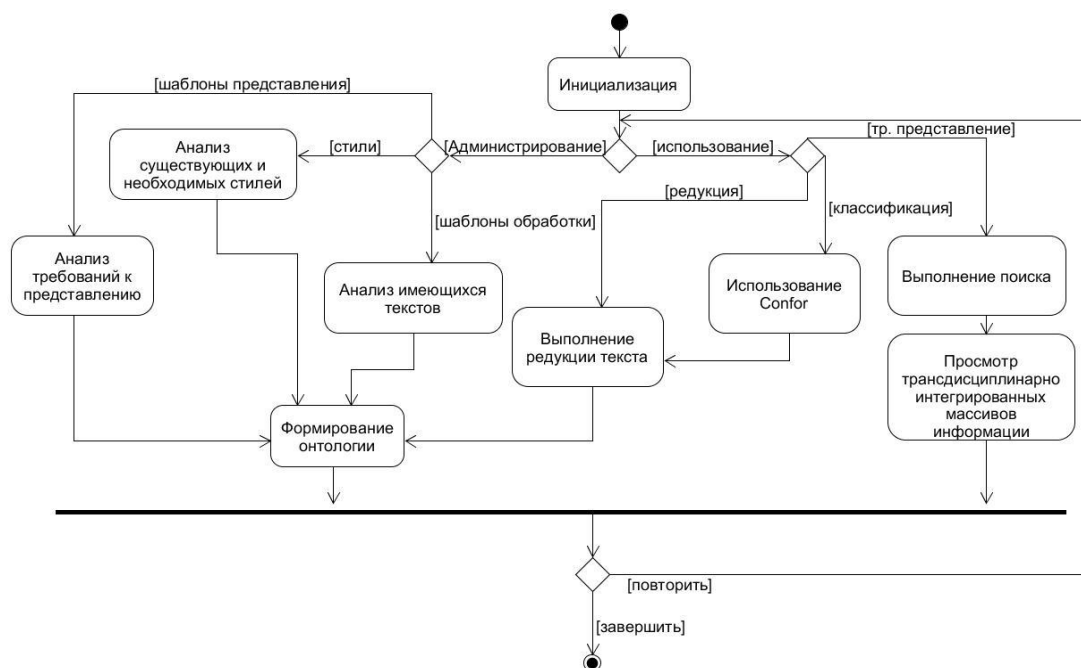 Инициализация
[шаблоны представления]
[тр. представление]
[стили]
[Администрирование]
[использование]
Анализ
существующих и
необходимых стилей
[редукция]
[классификация]
[шаблоны обработки]
Анализ
требований к
представлению
Анализ имеющихся
текстов
Использование
Confor
Выполнение поиска
Выполнение
редукции текста
Просмотр
трансдисциплинарно
интегрированных
массивов
информации
Формирование
онтологии
[повторить]
[завершить]